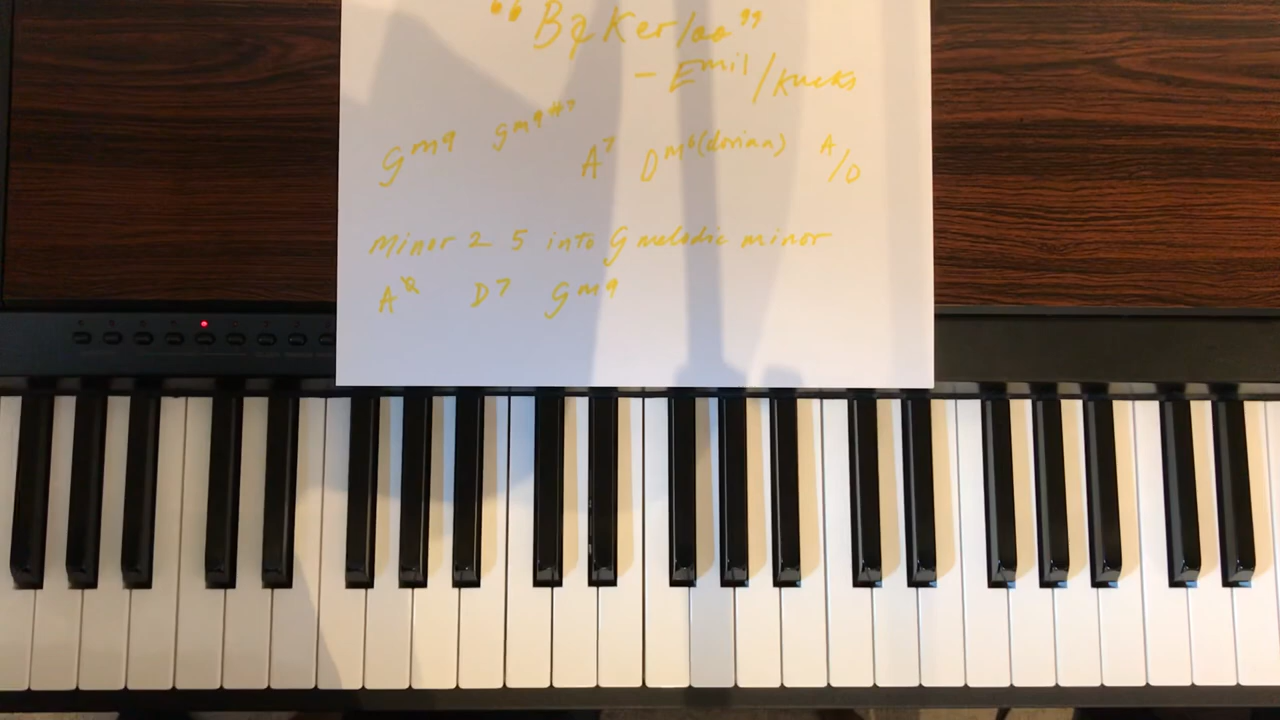 "Bakerloo"
- Emil / Kucks
Gm9 Gm9#7 A7 Dm6(dorian) A/D
Minor 2 5 into G melodic minor
Aø D7 Gm9